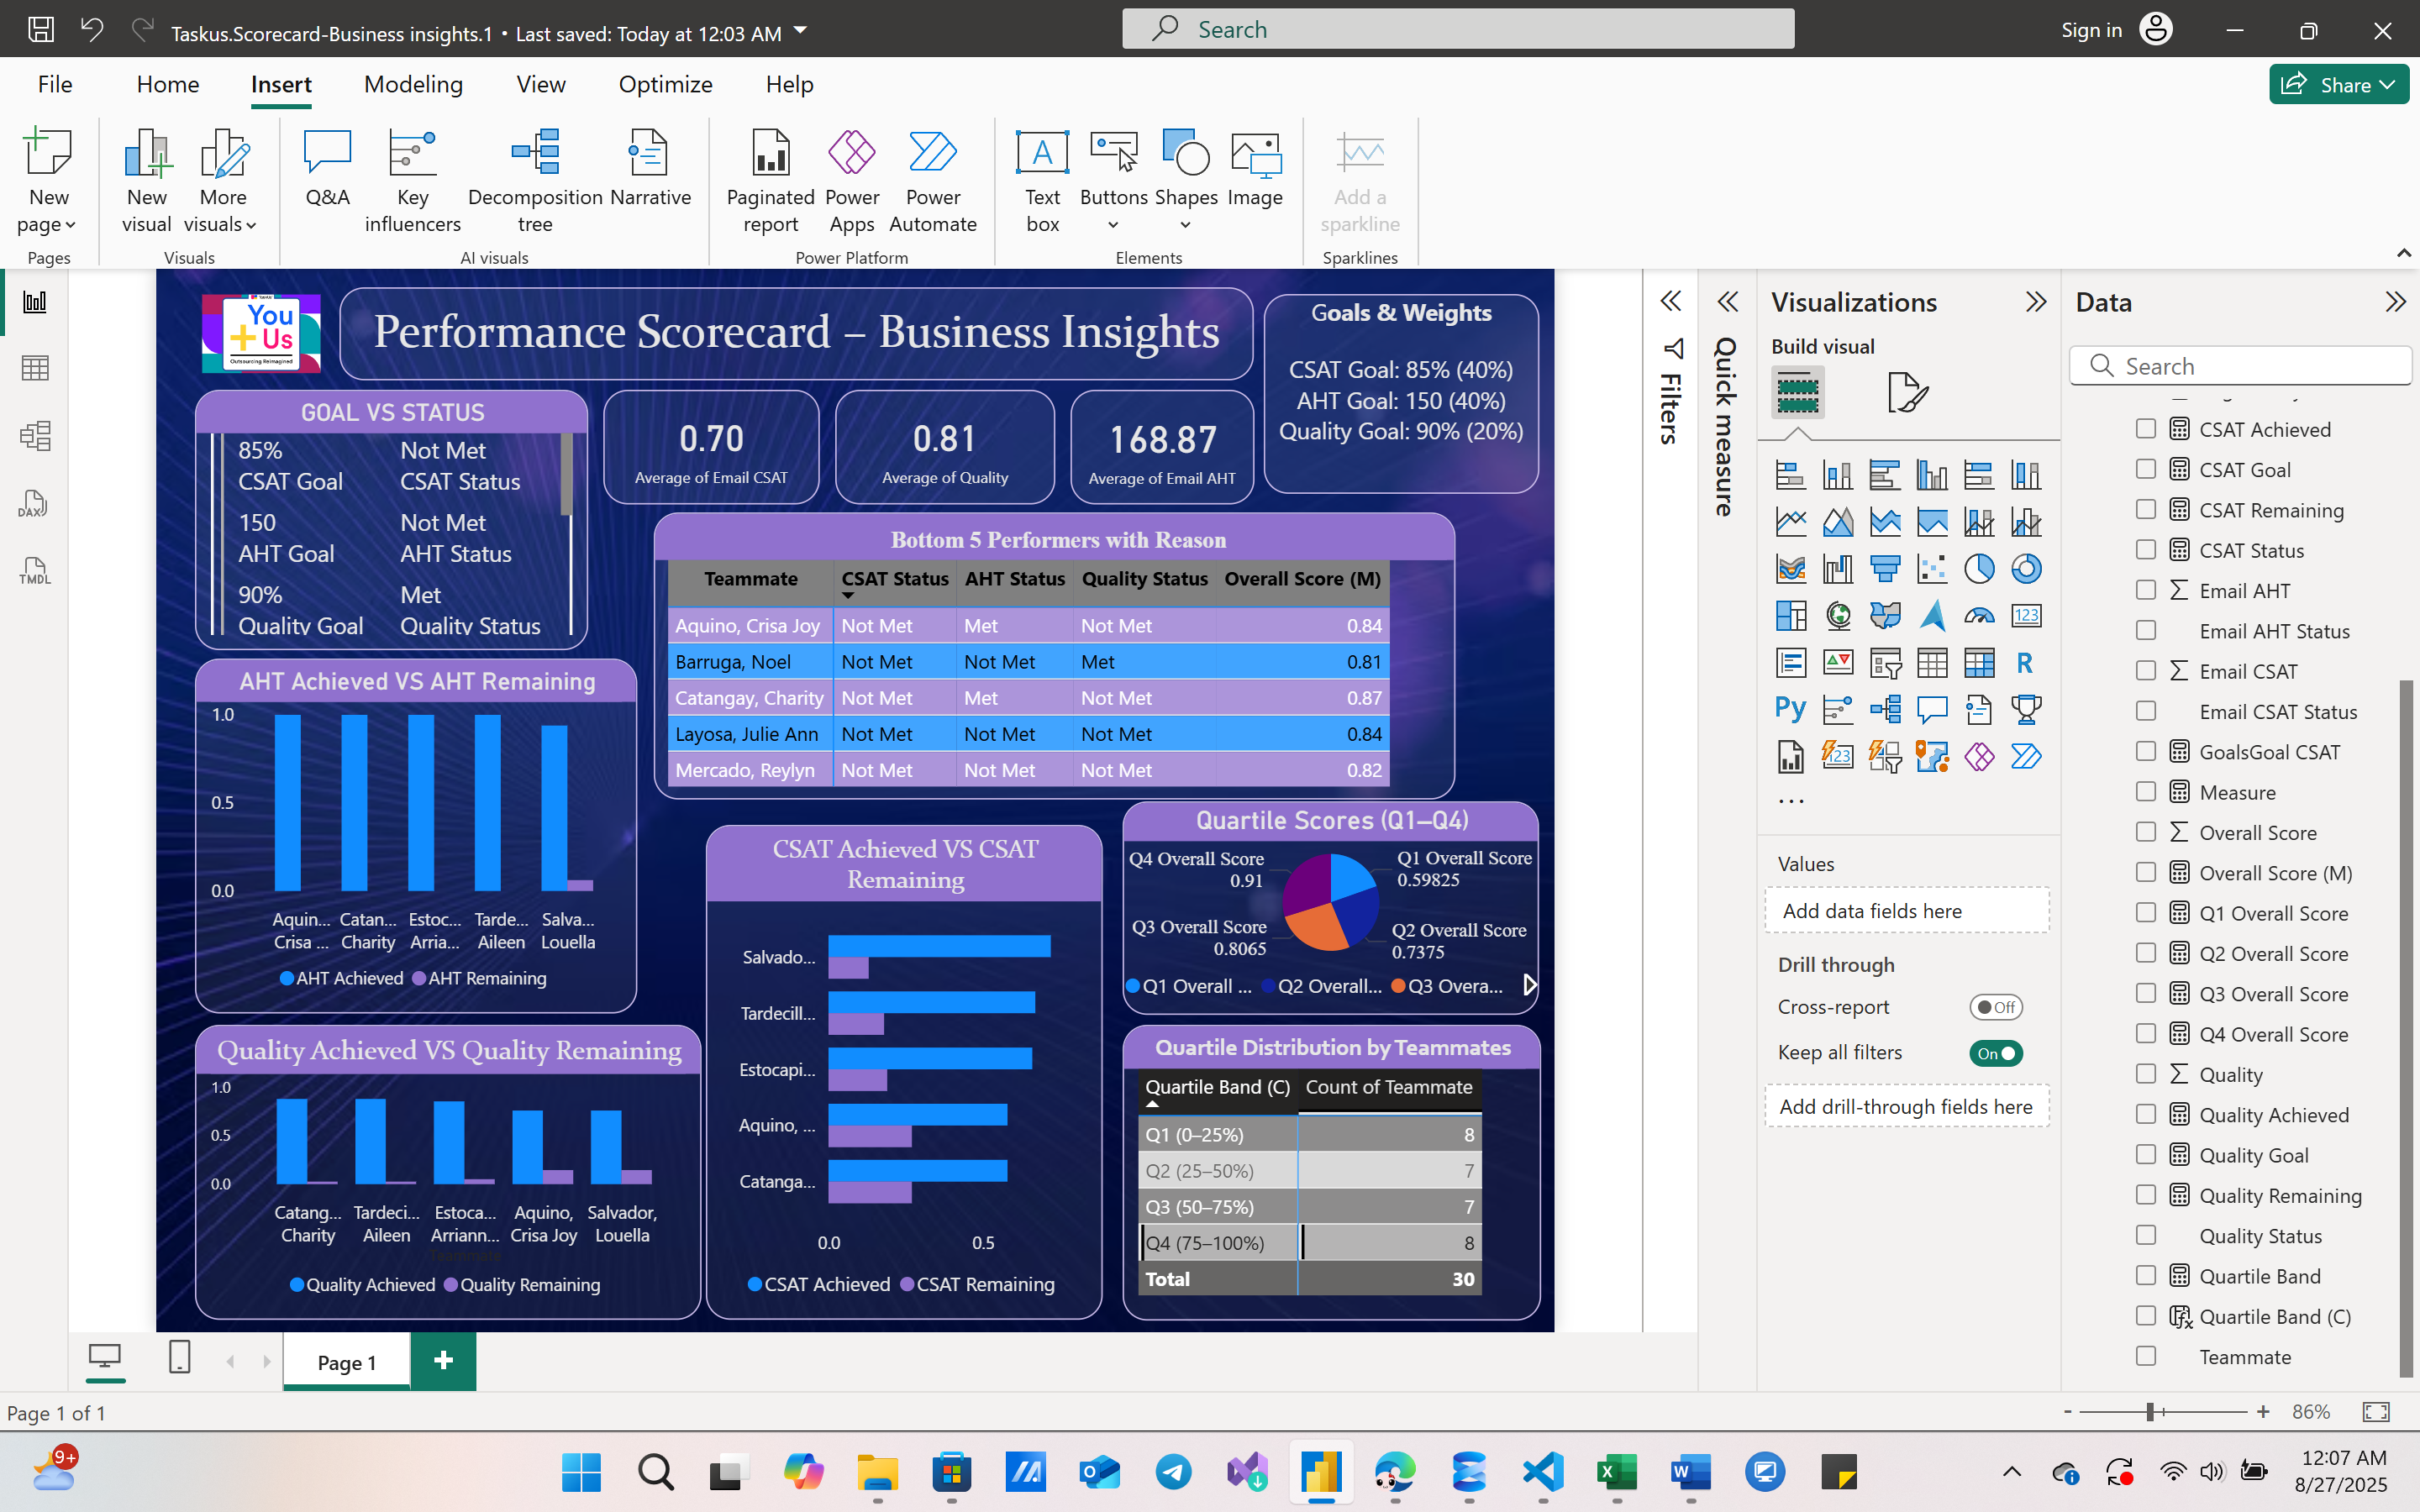 Taskus.Scorecard-Business insights.1 • Last saved: Today at 12:03 AM
Search
Sign in
File
Home
Insert
Modeling
View
Optimize
Help
Share
New page
New visual
More visuals
Q&A
Key influencers
Decomposition tree
Narrative
Paginated report
Power Apps
Power Automate
Text box
Buttons
Shapes
Image
Add a sparkline
Pages
Visuals
AI visuals
Power Platform
Elements
Sparklines
DAX
TMDL
You
+ Us
Outsourcing Reimagined
Performance Scorecard – Business Insights
Goals & Weights
CSAT Goal: 85% (40%)
AHT Goal: 150 (40%)
Quality Goal: 90% (20%)
GOAL VS STATUS
85% Not Met
CSAT Goal CSAT Status
150 Not Met
AHT Goal AHT Status
90% Met
Quality Goal Quality Status
0.70
Average of Email CSAT
0.81
Average of Quality
168.87
Average of Email AHT
Bottom 5 Performers with Reason
Teammate CSAT Status AHT Status Quality Status Overall Score (M)
Aquino, Crisa Joy Not Met Met Not Met 0.84
Barruga, Noel Not Met Not Met Met 0.81
Catangay, Charity Not Met Met Not Met 0.87
Layosa, Julie Ann Not Met Not Met Not Met 0.84
Mercado, Reylyn Not Met Not Met Not Met 0.82
AHT Achieved VS AHT Remaining
1.0
0.5
0.0
Aquin... Catan... Estoc... Tarde... Salva...
Crisa ... Charity Arria... Aileen Louella
AHT Achieved AHT Remaining
Quality Achieved VS Quality Remaining
1.0
0.5
0.0
Catang... Tardeci... Estoca... Aquino, Salvador,
Charity Aileen Ariann... Crisa Joy Louella
Quality Achieved Quality Remaining
CSAT Achieved VS CSAT
Remaining
Salvado...
Tardecill...
Estocapi...
Aquino, ...
Catanga...
0.0 0.5
CSAT Achieved CSAT Remaining
Quartile Scores (Q1–Q4)
Q4 Overall Score
0.91
Q1 Overall Score
0.59825
Q3 Overall Score
0.8065
Q2 Overall Score
0.7375
Q1 Overall ... Q2 Overall... Q3 Overa...
Quartile Distribution by Teammates
Quartile Band (C) Count of Teammate
Q1 (0–25%) 8
Q2 (25–50%) 7
Q3 (50–75%) 7
Q4 (75–100%) 8
Total 30
Filters
Quick measure
Visualizations
Build visual
123
R
Py
123
...
Values
Add data fields here
Drill through
Cross-report Off
Keep all filters On
Add drill-through fields here
Data
Search
CSAT Achieved
CSAT Goal
CSAT Remaining
CSAT Status
Email AHT
Email AHT Status
Email CSAT
Email CSAT Status
GoalsGoal CSAT
Measure
Overall Score
Overall Score (M)
Q1 Overall Score
Q2 Overall Score
Q3 Overall Score
Q4 Overall Score
Quality
Quality Achieved
Quality Goal
Quality Remaining
Quality Status
Quartile Band
Quartile Band (C)
Teammate
Page 1
Page 1 of 1
- + 86%
9+
12:07 AM
8/27/2025